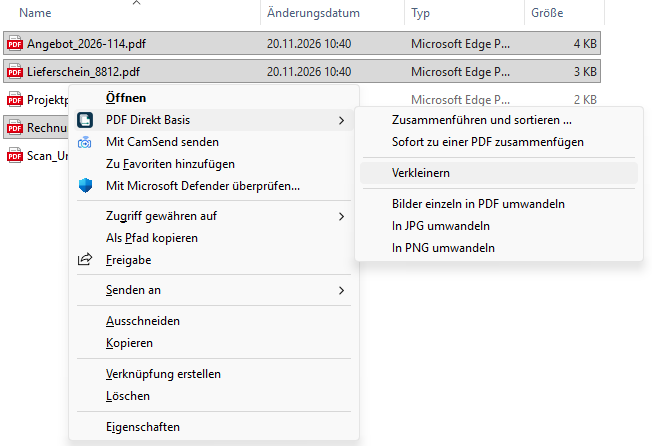 Name Änderungsdatum Typ Größe
Angebot_2026-114.pdf 20.11.2026 10:40 Microsoft Edge P... 4 KB
Lieferschein_8812.pdf 20.11.2026 10:40 Microsoft Edge P... 3 KB
Projektp Microsoft Edge P... 2 KB
Rechnu
Scan_Ur
Öffnen
PDF Direkt Basis
Mit CamSend senden
Zu Favoriten hinzufügen
Mit Microsoft Defender überprüfen...
Zugriff gewähren auf
Als Pfad kopieren
Freigabe
Senden an
Ausschneiden
Kopieren
Verknüpfung erstellen
Löschen
Eigenschaften
Zusammenführen und sortieren ...
Sofort zu einer PDF zusammenfügen
Verkleinern
Bilder einzeln in PDF umwandeln
In JPG umwandeln
In PNG umwandeln